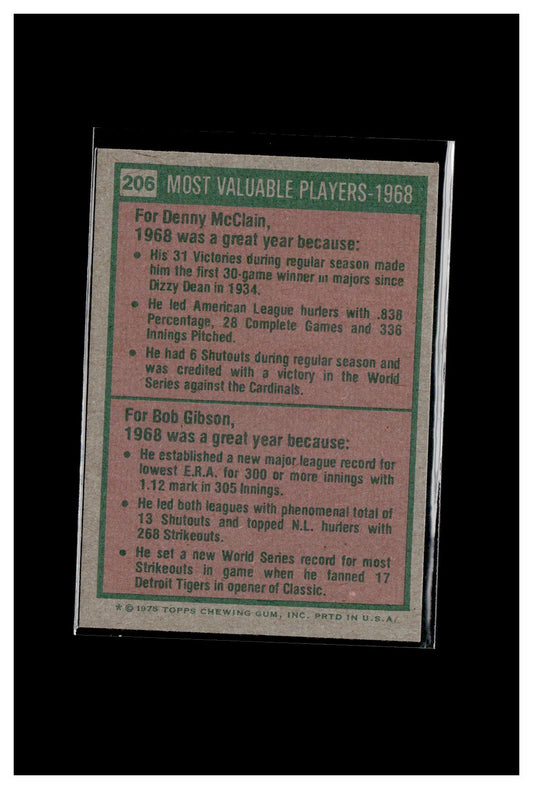 206 MOST VALUABLE PLAYERS-1968
For Denny McClain,
1968 was a great year because:
● His 31 Victories during regular season made
him the first 30-game winner in majors since
Dizzy Dean in 1934.
● He led American League hurlers with .838
Percentage, 28 Complete Games and 336
Innings Pitched.
● He had 6 Shutouts during regular season and
was credited with a victory in the World
Series against the Cardinals.
For Bob Gibson,
1968 was a great year because:
● He established a new major league record for
lowest E.R.A. for 300 or more innings with
1.12 mark in 305 Innings.
● He led both leagues with phenomenal total of
13 Shutouts and topped N.L. hurlers with
268 Strikeouts.
● He set a new World Series record for most
Strikeouts in game when he fanned 17
Detroit Tigers in opener of Classic.
* © 1975 TOPPS CHEWING GUM, INC. PRTD IN U.S.A.